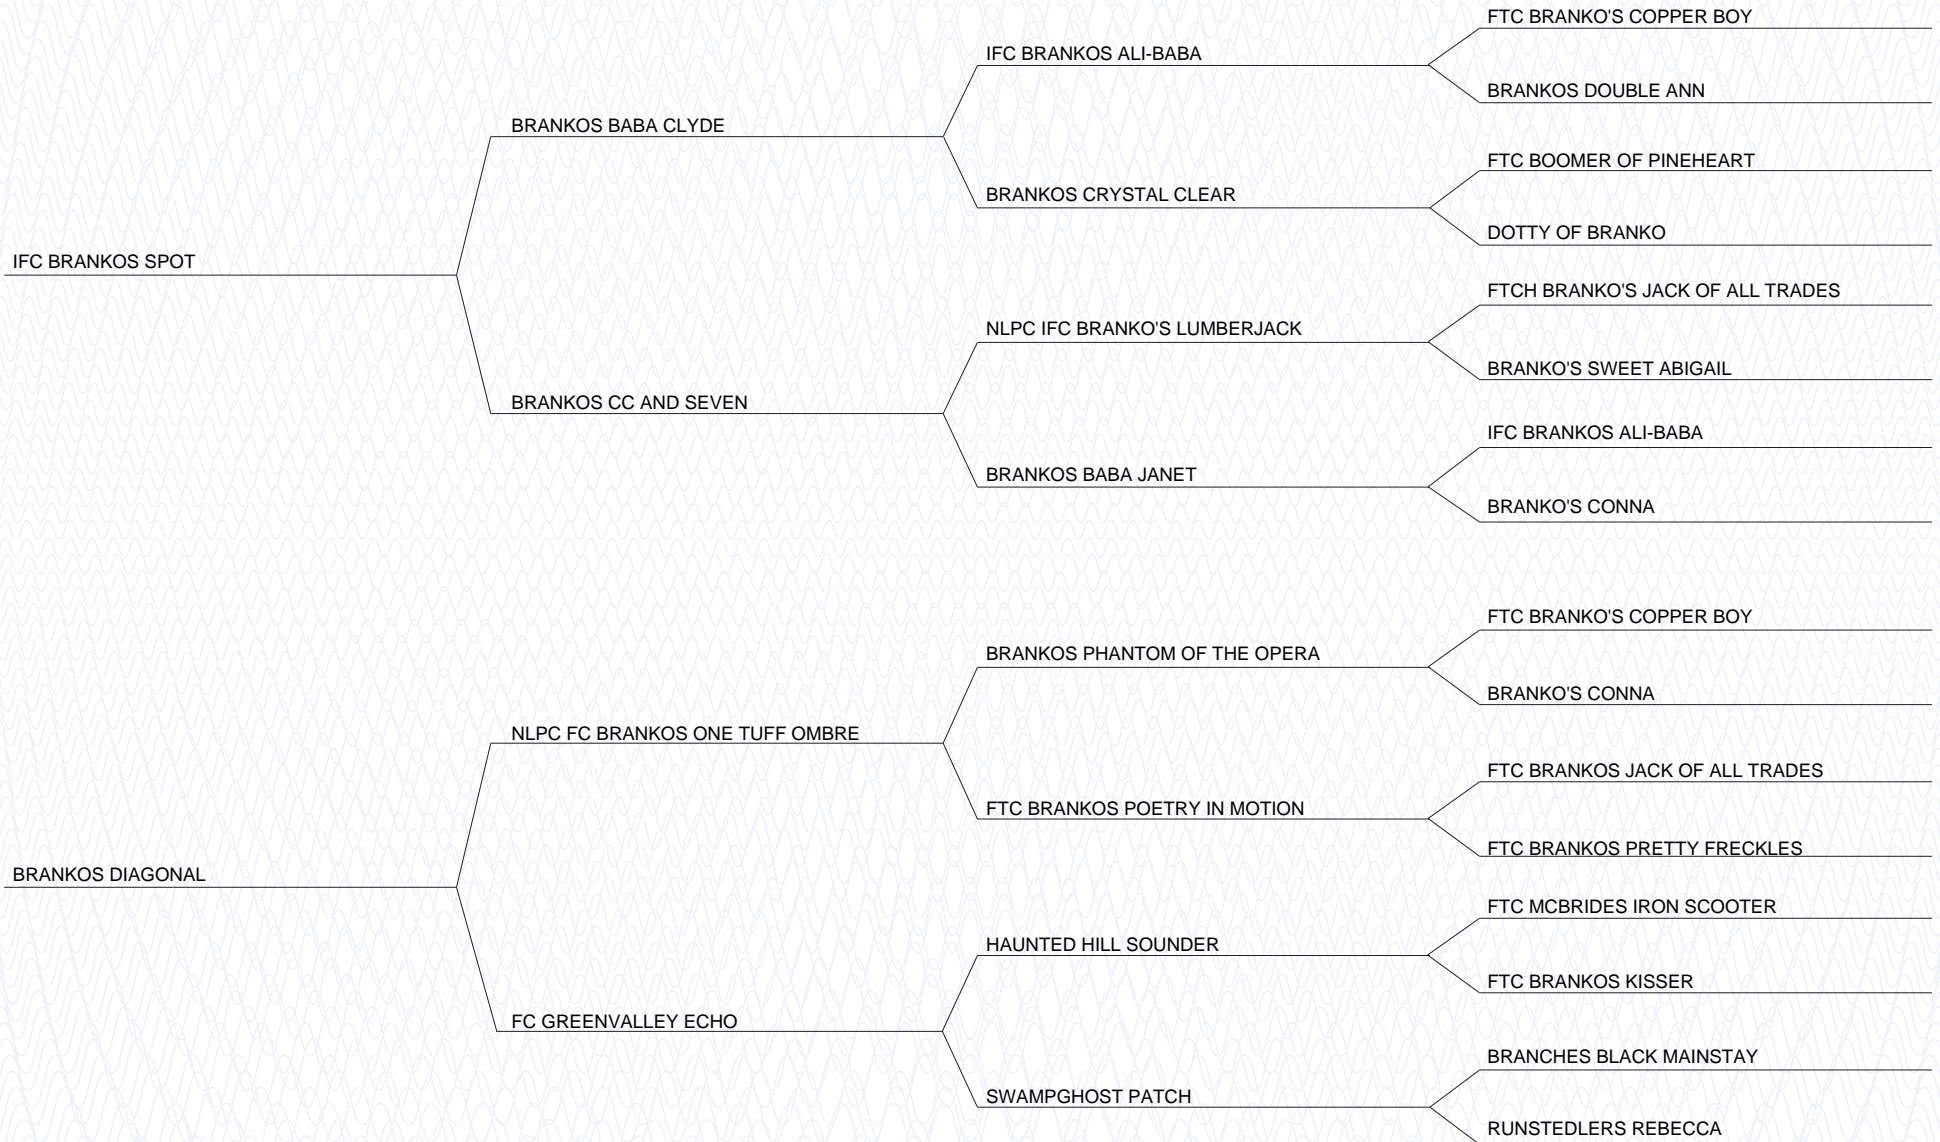 FTC BRANKO'S COPPER BOY
IFC BRANKOS ALI-BABA
BRANKOS DOUBLE ANN
BRANKOS BABA CLYDE
FTC BOOMER OF PINEHEART
BRANKOS CRYSTAL CLEAR
DOTTY OF BRANKO
IFC BRANKOS SPOT
FTCH BRANKO'S JACK OF ALL TRADES
NLPC IFC BRANKO'S LUMBERJACK
BRANKO'S SWEET ABIGAIL
BRANKOS CC AND SEVEN
IFC BRANKOS ALI-BABA
BRANKOS BABA JANET
BRANKO'S CONNA
FTC BRANKO'S COPPER BOY
BRANKOS PHANTOM OF THE OPERA
BRANKO'S CONNA
NLPC FC BRANKOS ONE TUFF OMBRE
FTC BRANKOS JACK OF ALL TRADES
FTC BRANKOS POETRY IN MOTION
FTC BRANKOS PRETTY FRECKLES
BRANKOS DIAGONAL
FTC MCBRIDES IRON SCOOTER
HAUNTED HILL SOUNDER
FTC BRANKOS KISSER
FC GREENVALLEY ECHO
BRANCHES BLACK MAINSTAY
SWAMPGHOST PATCH
RUNSTEDLERS REBECCA